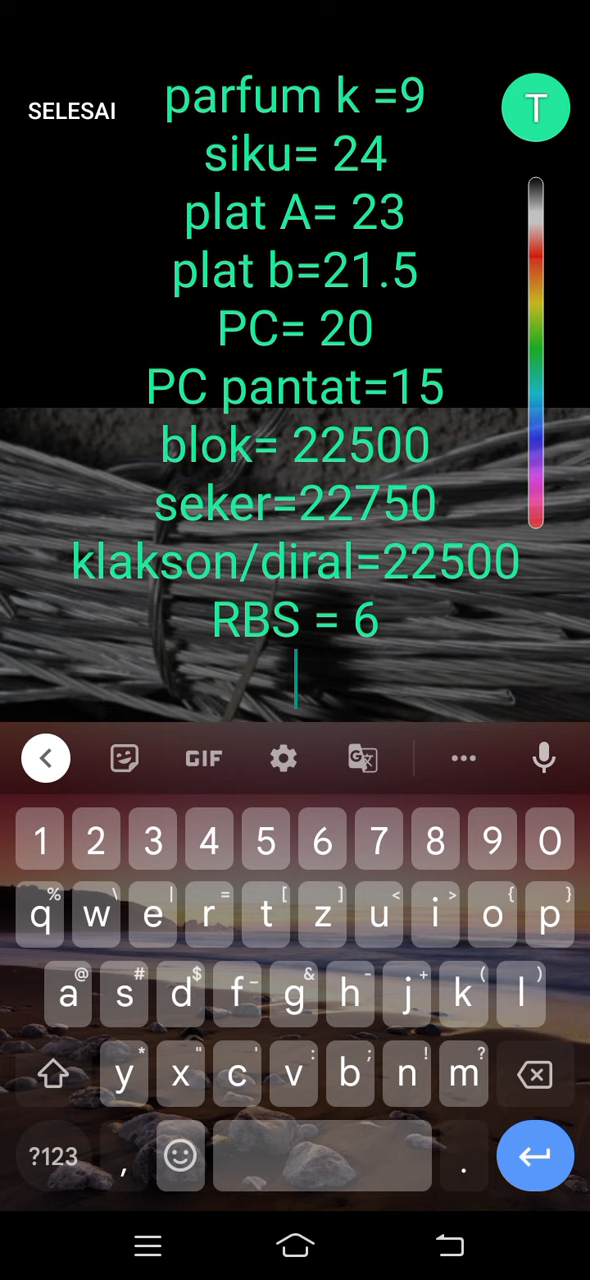 SELESAI
T
parfum k =9
siku= 24
plat A= 23
plat b=21.5
PC= 20
PC pantat=15
blok= 22500
seker=22750
klakson/diral=22500
RBS = 6
GIF
G
1 2 3 4 5 6 7 8 9 0
% \ | = [ ] < > { }
q w e r t z u i o p
@ # $ _ & - + ( )
a s d f g h j k l
* " ' : ; ! ?
y x c v b n m
?123 , .